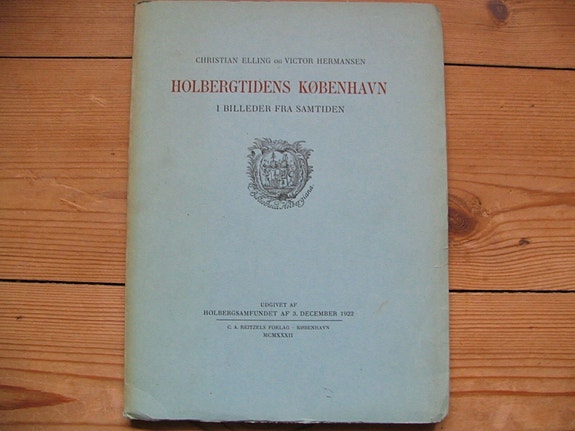 CHRISTIAN ELLING OG VICTOR HERMANSEN
HOLBERGTIDENS KØBENHAVN
I BILLEDER FRA SAMTIDEN
UDGIVET AF
HOLBERGSAMFUNDET AF 3. DECEMBER 1922
C. A. REITZELS FORLAG · KØBENHAVN
MCMXXXII